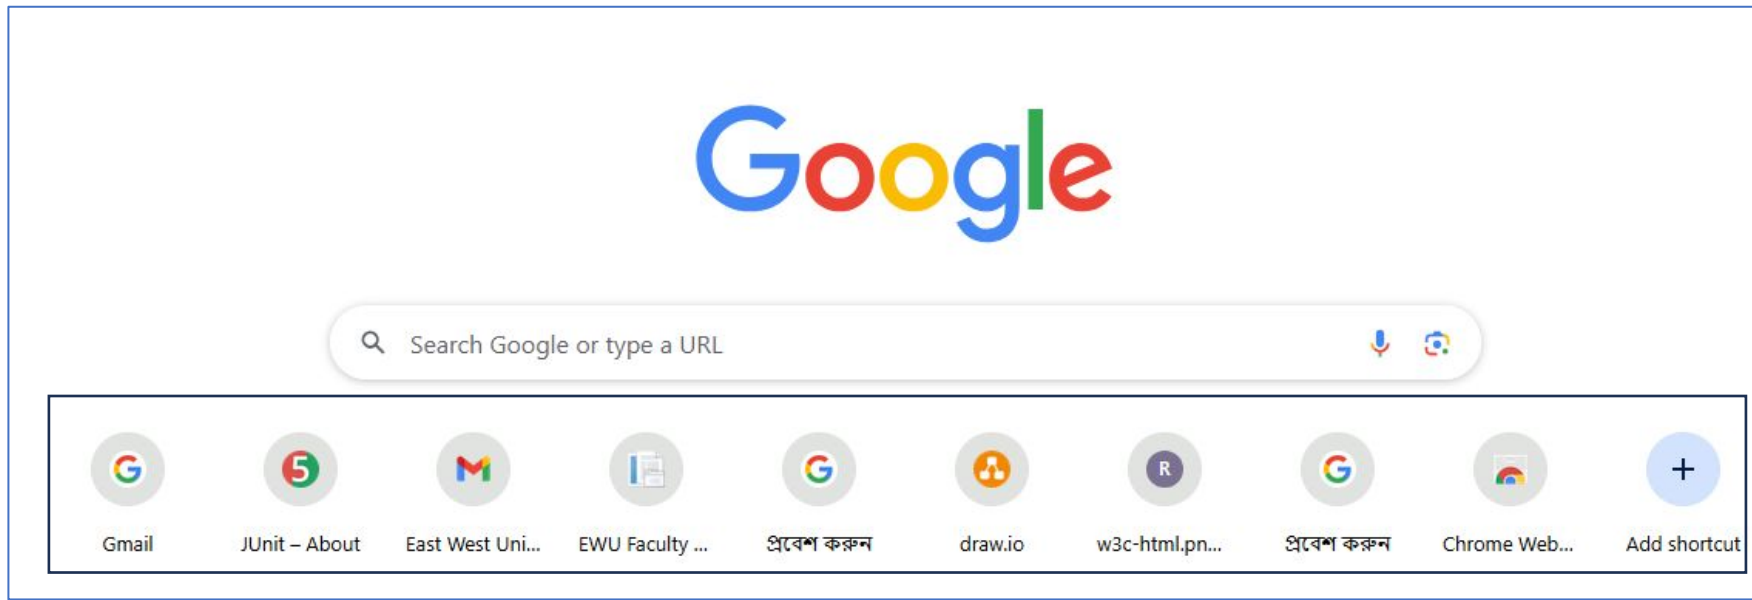 Google
Search Google or type a URL
5
R
Gmail
JUnit – About
East West Uni...
EWU Faculty ...
প্রবেশ করুন
draw.io
w3c-html.pn...
প্রবেশ করুন
Chrome Web...
Add shortcut